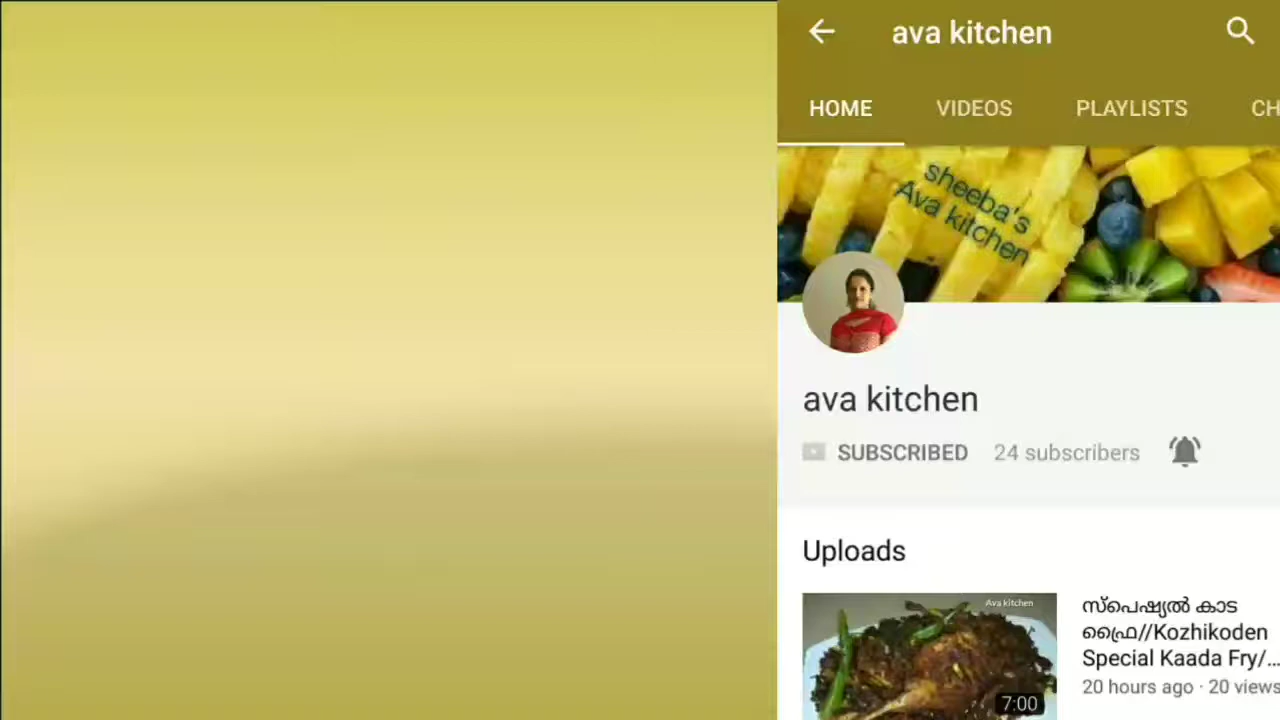 ava kitchen
HOME VIDEOS PLAYLISTS CH
sheeba's
Ava kitchen
ava kitchen
SUBSCRIBED 24 subscribers
Uploads
Ava kitchen
7:00
സ്പെഷ്യൽ കാട
ഫ്രൈ//Kozhikoden
Special Kaada Fry/...
20 hours ago · 20 views